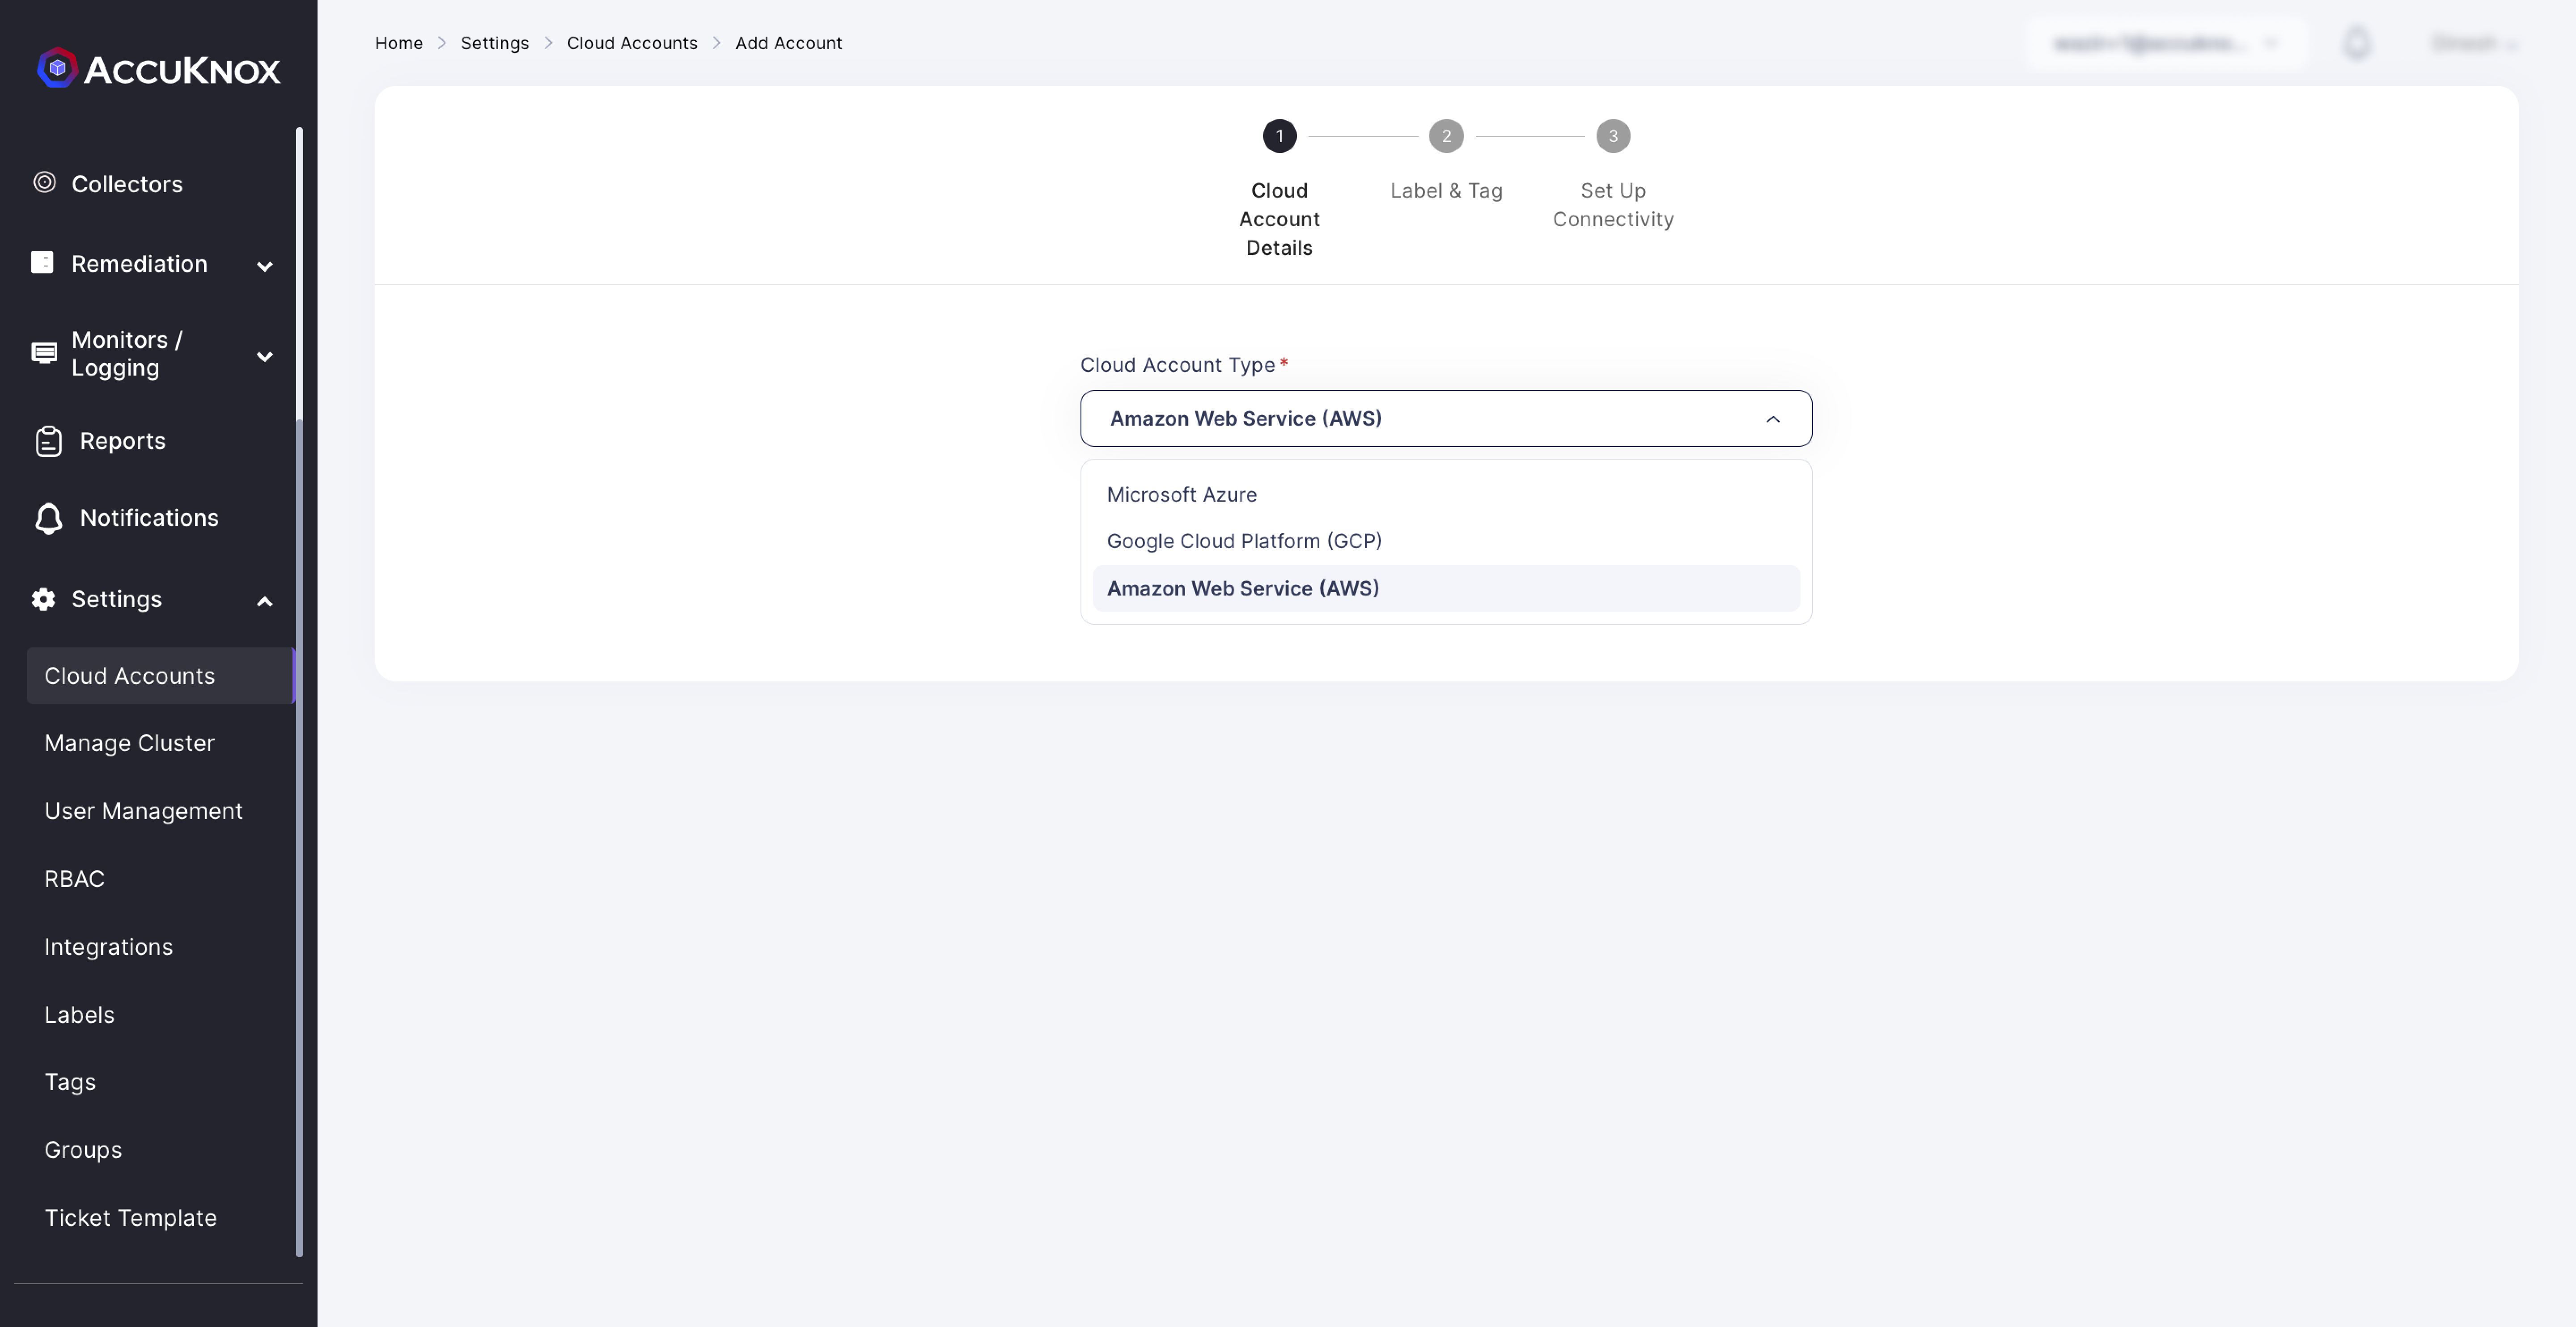 ACCUKNOX
Collectors
Remediation
Monitors /
Logging
Reports
Notifications
Settings
Cloud Accounts
Manage Cluster
User Management
RBAC
Integrations
Labels
Tags
Groups
Ticket Template
Home > Settings > Cloud Accounts > Add Account
1 2 3
Cloud
Account
Details
Label & Tag
Set Up
Connectivity
Cloud Account Type*
Amazon Web Service (AWS)
Microsoft Azure
Google Cloud Platform (GCP)
Amazon Web Service (AWS)